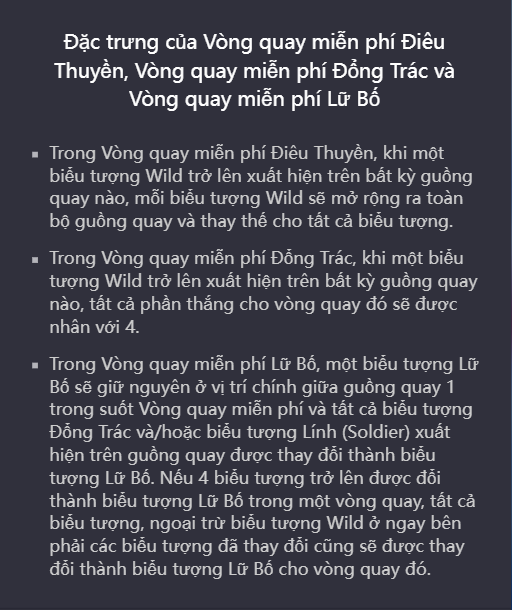 Đặc trưng của Vòng quay miễn phí Điêu
Thuyền, Vòng quay miễn phí Đổng Trác và
Vòng quay miễn phí Lữ Bố
▪ Trong Vòng quay miễn phí Điêu Thuyền, khi một
biểu tượng Wild trở lên xuất hiện trên bất kỳ guồng
quay nào, mỗi biểu tượng Wild sẽ mở rộng ra toàn
bộ guồng quay và thay thế cho tất cả biểu tượng.
▪ Trong Vòng quay miễn phí Đổng Trác, khi một biểu
tượng Wild trở lên xuất hiện trên bất kỳ guồng quay
nào, tất cả phần thắng cho vòng quay đó sẽ được
nhân với 4.
▪ Trong Vòng quay miễn phí Lữ Bố, một biểu tượng Lữ
Bố sẽ giữ nguyên ở vị trí chính giữa guồng quay 1
trong suốt Vòng quay miễn phí và tất cả biểu tượng
Đổng Trác và/hoặc biểu tượng Lính (Soldier) xuất
hiện trên guồng quay được thay đổi thành biểu
tượng Lữ Bố. Nếu 4 biểu tượng trở lên được đổi
thành biểu tượng Lữ Bố trong một vòng quay, tất cả
biểu tượng, ngoại trừ biểu tượng Wild ở ngay bên
phải các biểu tượng đã thay đổi cũng sẽ được thay
đổi thành biểu tượng Lữ Bố cho vòng quay đó.